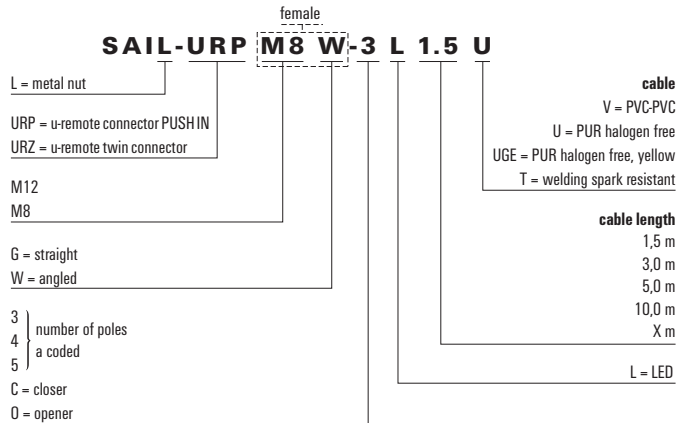 female
SAIL-URP M8 W-3 L 1.5 U
L = metal nut
URP = u-remote connector PUSH IN
URZ = u-remote twin connector
M12
M8
G = straight
W = angled
3
4
5
number of poles
a coded
C = closer
O = opener
cable
V = PVC-PVC
U = PUR halogen free
UGE = PUR halogen free, yellow
T = welding spark resistant
cable length
1,5 m
3,0 m
5,0 m
10,0 m
X m
L = LED